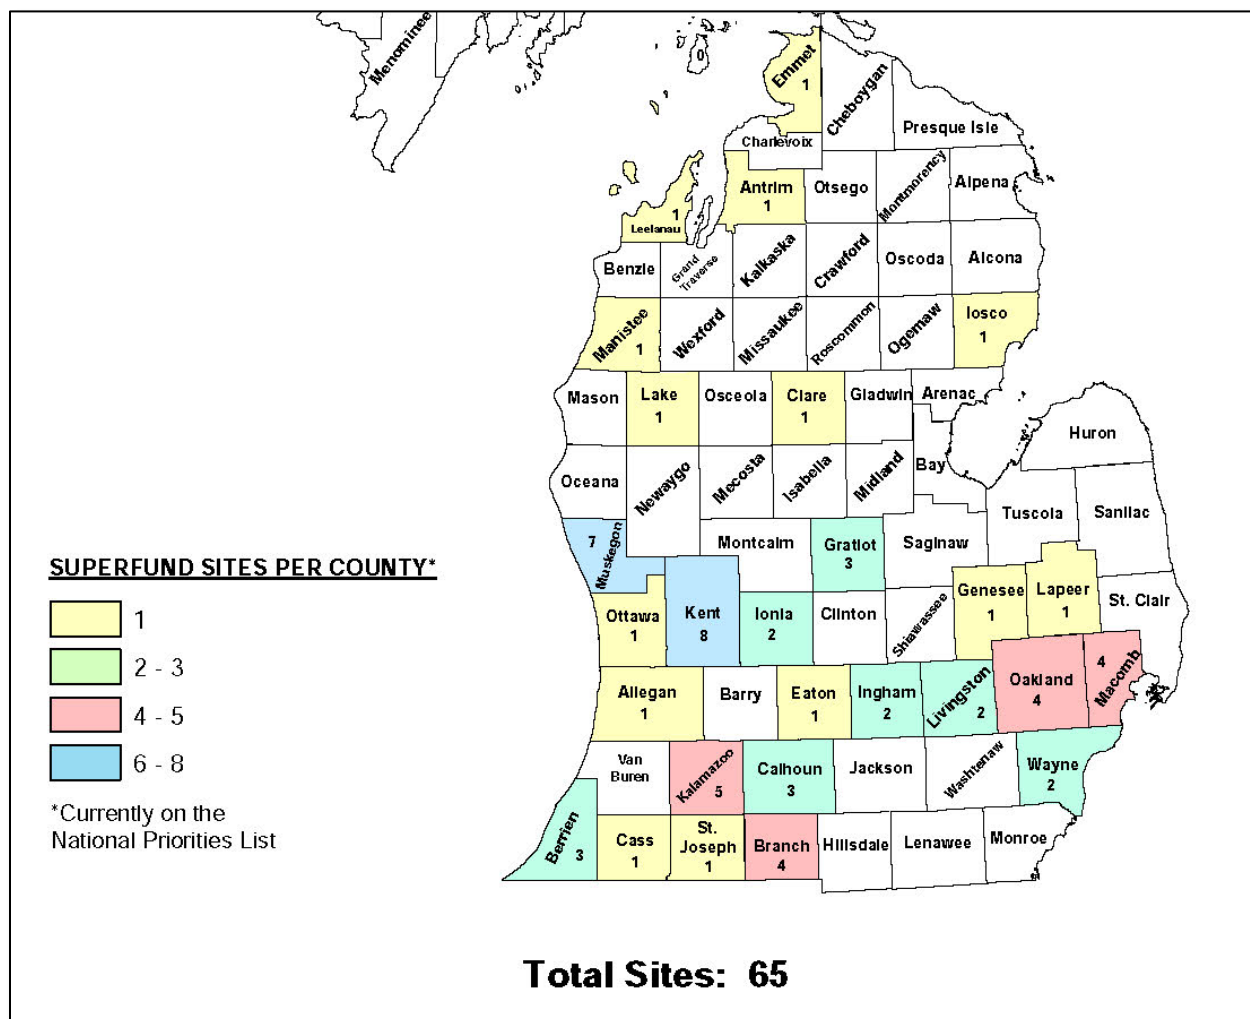 Menominee
0
Emmet
1
Cheboygan
Presque Isle
Charlevoix
Antrim
1
Otsego
Montmorency
Alpena
1
Leelanau
Benzie
Grand
Traverse
Kalkaska
Crawford
Oscoda
Alcona
Manistee
1
Wexford
Missaukee
Roscommon
Ogemaw
Iosco
1
Mason
Lake
1
Osceola
Clare
1
Gladwin
Arenac
Huron
Oceana
Newaygo
Mecosta
Isabella
Midland
Bay
Tuscola
Sanilac
7
Muskegon
Montcalm
Gratiot
3
Saginaw
SUPERFUND SITES PER COUNTY*
1
2 - 3
4 - 5
6 - 8
*Currently on the
National Priorities List
Ottawa
1
Kent
8
Ionia
2
Clinton
Shiawassee
Genesee
1
Lapeer
1
St. Clair
Allegan
1
Barry
Eaton
1
Ingham
2
Livingston
2
Oakland
4
4
Macomb
Van
Buren
Kalamazoo
5
Calhoun
3
Jackson
Washtenaw
Wayne
2
Berrien
3
Cass
1
St.
Joseph
1
Branch
4
Hillsdale
Lenawee
Monroe
Total Sites: 65